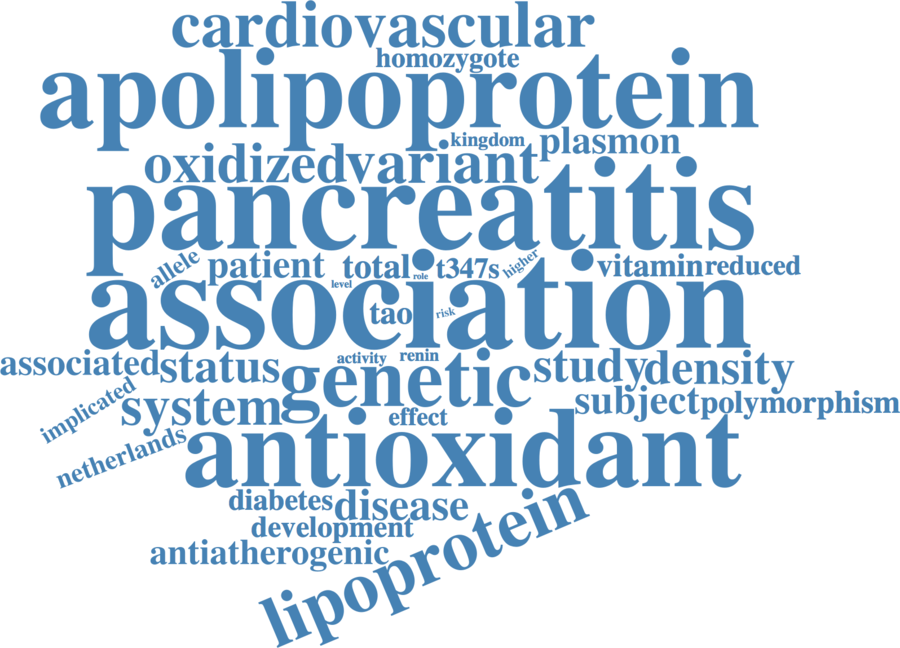 cardiovascular
homozygote
apolipoprotein
kingdom plasmon
oxidized variant
pancreatitis
allele patient total role t347s higher vitamin reduced
level
association
tao risk
associated status activity renin study density
genetic
implicated system effect subject polymorphism
netherlands antioxidant
diabetes disease
development
antiatherogenic
lipoprotein